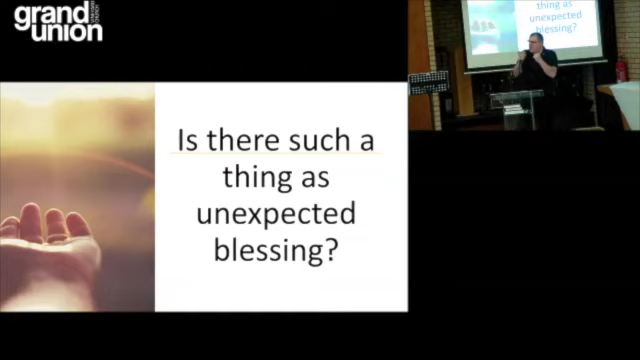 grand
union
Is there such a
thing as
unexpected
blessing?
thing as
unexpected
blessing?